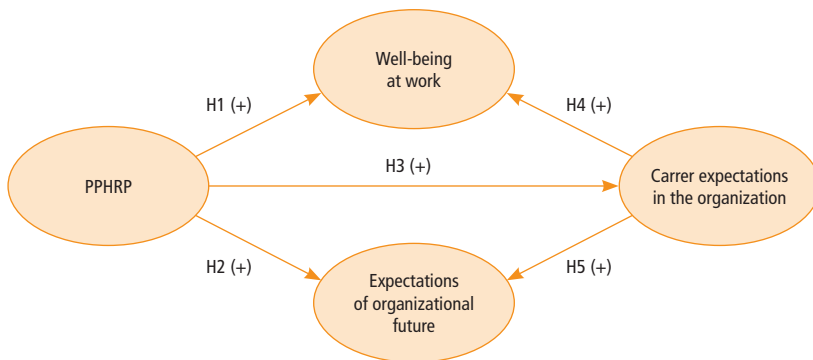 Well-being
at work
H1 (+)
H4 (+)
PPHRP
H3 (+)
Carrer expectations
in the organization
H2 (+)
H5 (+)
Expectations
of organizational
future